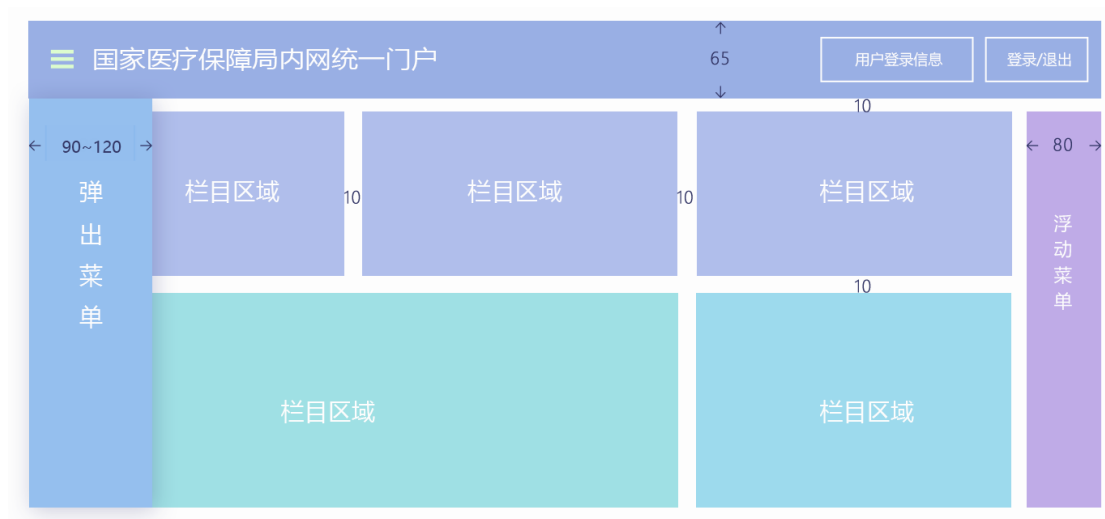 国家医疗保障局内网统一门户
65
用户登录信息
登录/退出
10
90~120
弹出菜单
栏目区域
10
栏目区域
10
栏目区域
80
浮动菜单
10
栏目区域
栏目区域